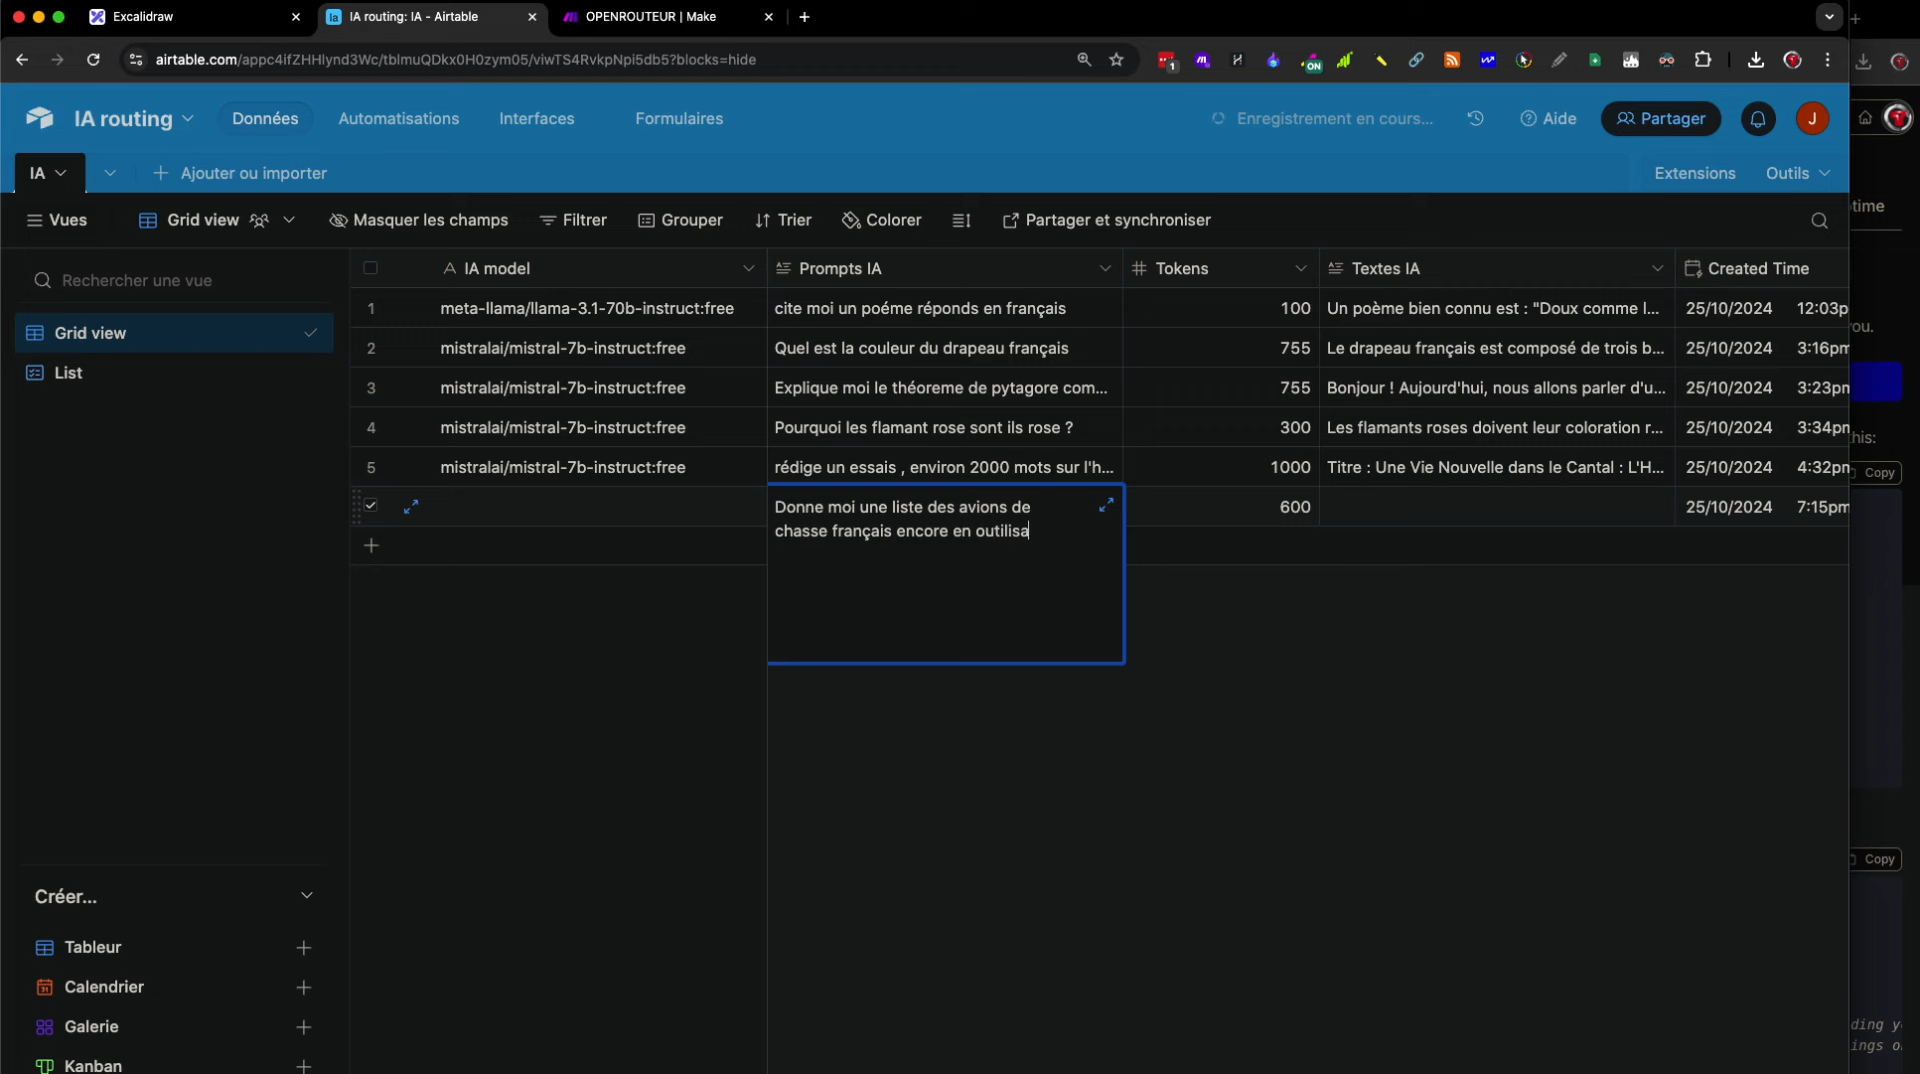 Excalidraw
IA routing: IA - Airtable
OPENROUTEUR | Make
airtable.com/appc4ifZHHlynd3Wc/tblmuQDkx0H0zym05/viwTS4RvkpNpi5db5?blocks=hide
1
ON
IA routing
Données
Automatisations
Interfaces
Formulaires
Enregistrement en cours...
Aide
Partager
J
IA
Ajouter ou importer
Extensions
Outils
Vues
Grid view
Masquer les champs
Filtrer
Grouper
Trier
Colorer
Partager et synchroniser
Rechercher une vue
Grid view
List
IA model
Prompts IA
Tokens
Textes IA
Created Time
1 meta-llama/llama-3.1-70b-instruct:free cite moi un poéme réponds en français 100 Un poème bien connu est : "Doux comme l... 25/10/2024 12:03p
2 mistralai/mistral-7b-instruct:free Quel est la couleur du drapeau français 755 Le drapeau français est composé de trois b... 25/10/2024 3:16pm
3 mistralai/mistral-7b-instruct:free Explique moi le théoreme de pytagore com... 755 Bonjour ! Aujourd'hui, nous allons parler d'u... 25/10/2024 3:23pm
4 mistralai/mistral-7b-instruct:free Pourquoi les flamant rose sont ils rose ? 300 Les flamants roses doivent leur coloration r... 25/10/2024 3:34pm
5 mistralai/mistral-7b-instruct:free rédige un essais , environ 2000 mots sur l'h... 1000 Titre : Une Vie Nouvelle dans le Cantal : L'H... 25/10/2024 4:32pm
Donne moi une liste des avions de
chasse français encore en outilisa
600
25/10/2024 7:15pm
Créer...
Tableur
Calendrier
Galerie
Kanban
time
ou.
his:
Copy
Copy
ding y
ings o